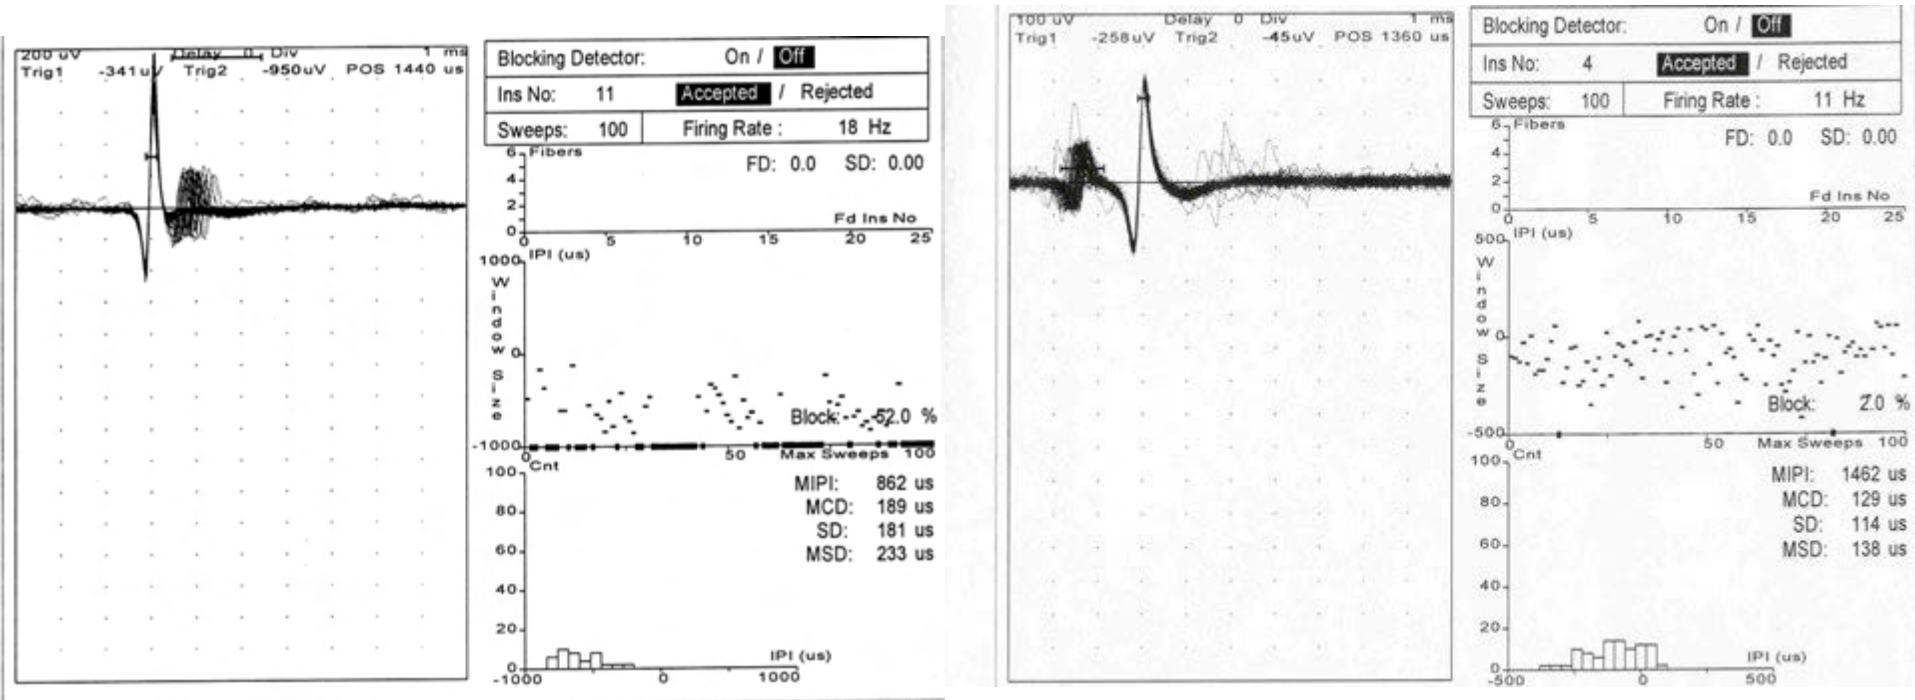 200 uV Delay 0 Div 1 ms
Trig1 -341uV Trig2 -950uV POS 1440 us
Blocking Detector: On / Off
Ins No: 11 Accepted / Rejected
Sweeps: 100 Firing Rate : 18 Hz
6 Fibers
FD: 0.0 SD: 0.00
4
2
Fd Ins No
0
0 5 10 15 20 25
1000 IPI (us)
Window Size
0
Block: -52.0 %
-1000
0 50 Max Sweeps 100
100 Cnt
MIPI: 862 us
MCD: 189 us
80
SD: 181 us
MSD: 233 us
60
40
20
IPI (us)
0
-1000 0 1000
100 uV Delay 0 Div 1 ms
Trig1 -258uV Trig2 -45uV POS 1360 us
Blocking Detector: On / Off
Ins No: 4 Accepted / Rejected
Sweeps: 100 Firing Rate : 11 Hz
6 Fibers
FD: 0.0 SD: 0.00
4
2
Fd Ins No
0
0 5 10 15 20 25
500 IPI (us)
Window Size
0
Block: 2.0 %
-500
0 50 Max Sweeps 100
100 Cnt
MIPI: 1462 us
MCD: 129 us
80
SD: 114 us
MSD: 138 us
60
40
20
IPI (us)
0
-500 0 500